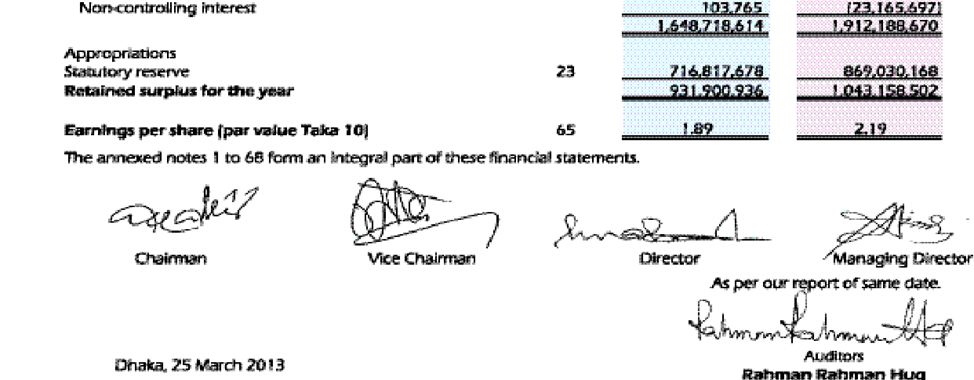 Non-controlling interest 103,765 (23,165,697)
1,648,718,614 1,912,188,670
Appropriations
Statutory reserve 23 716,817,678 869,030,168
Retained surplus for the year 931,900,936 1,043,158,502
Earnings per share (par value Taka 10) 65 1.89 2.19
The annexed notes 1 to 68 form an integral part of these financial statements.
Chairman Vice Chairman Director Managing Director
As per our report of same date.
Rahman Rahman Huq
Auditors
Dhaka, 25 March 2013
Rahman Rahman Huq